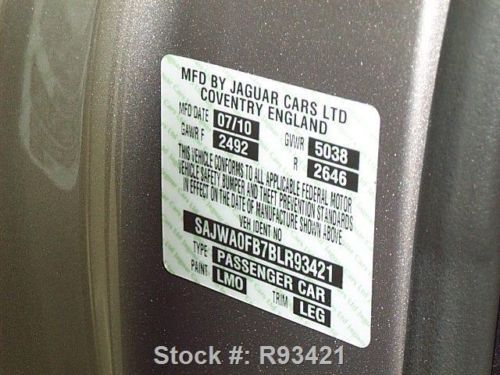 MFD BY JAGUAR CARS LTD
COVENTRY ENGLAND
MFD DATE 07/10 GVWR 5038
GAWR F 2492 R 2646
THIS VEHICLE CONFORMS TO ALL APPLICABLE FEDERAL MOTOR
VEHICLE SAFETY BUMPER AND THEFT PREVENTION STANDARDS
IN EFFECT ON THE DATE OF MANUFACTURE SHOWN ABOVE
VEH IDENT NO
SAJWA0FB7BLR93421
TYPE PASSENGER CAR
PAINT LMO TRIM LEG
Stock #: R93421